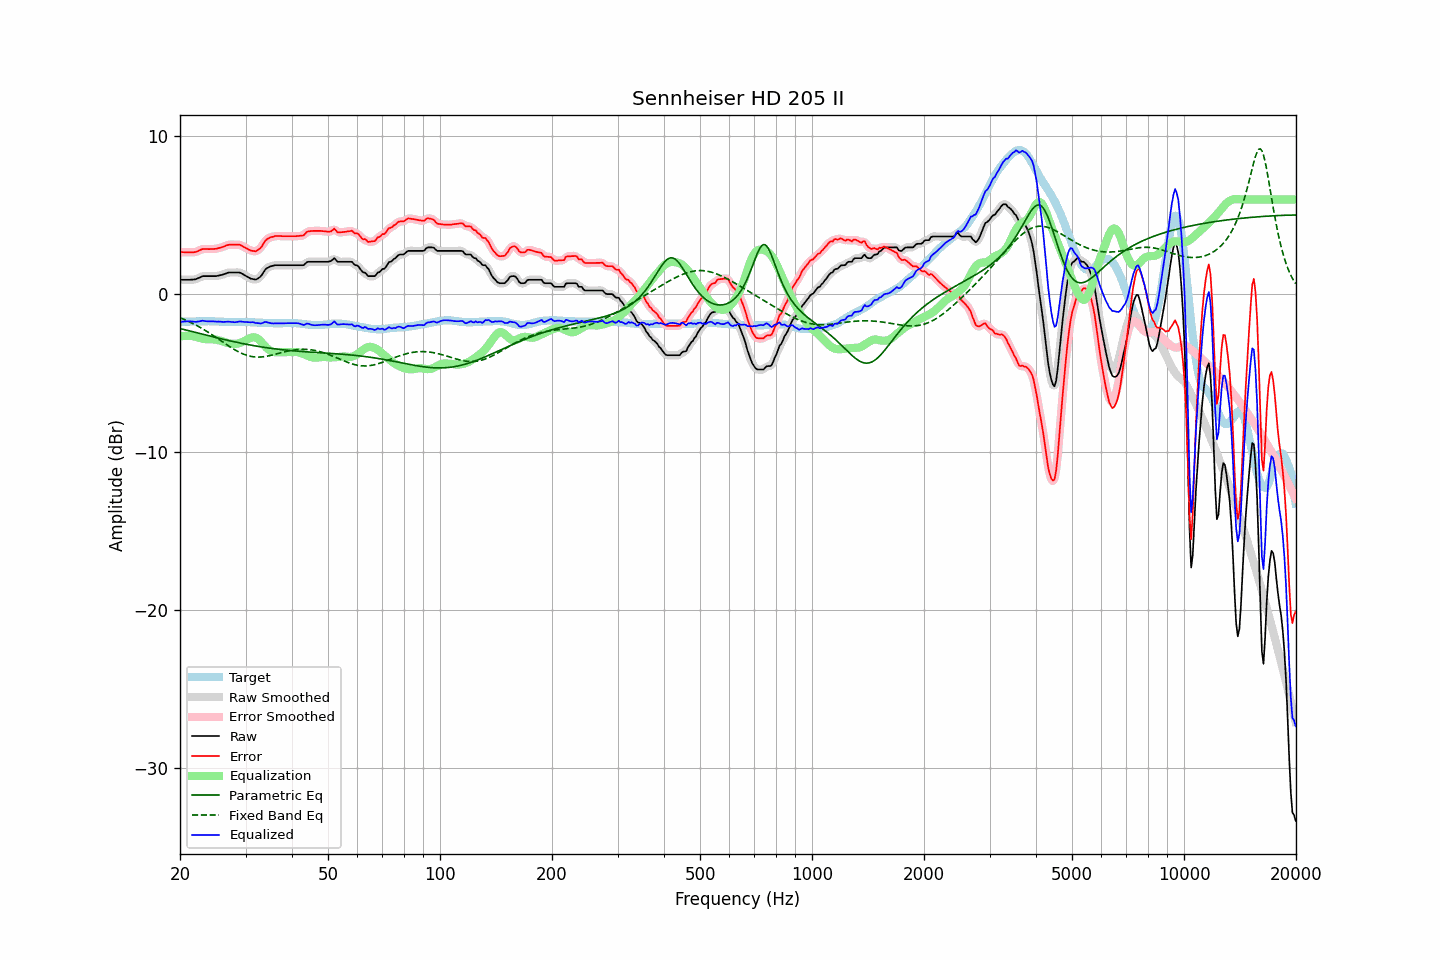 Sennheiser HD 205 II
10
0
−10
−20
−30
Amplitude (dBr)
Target
Raw Smoothed
Error Smoothed
Raw
Error
Equalization
Parametric Eq
Fixed Band Eq
Equalized
20 50 100 200 500 1000 2000 5000 10000 20000
Frequency (Hz)